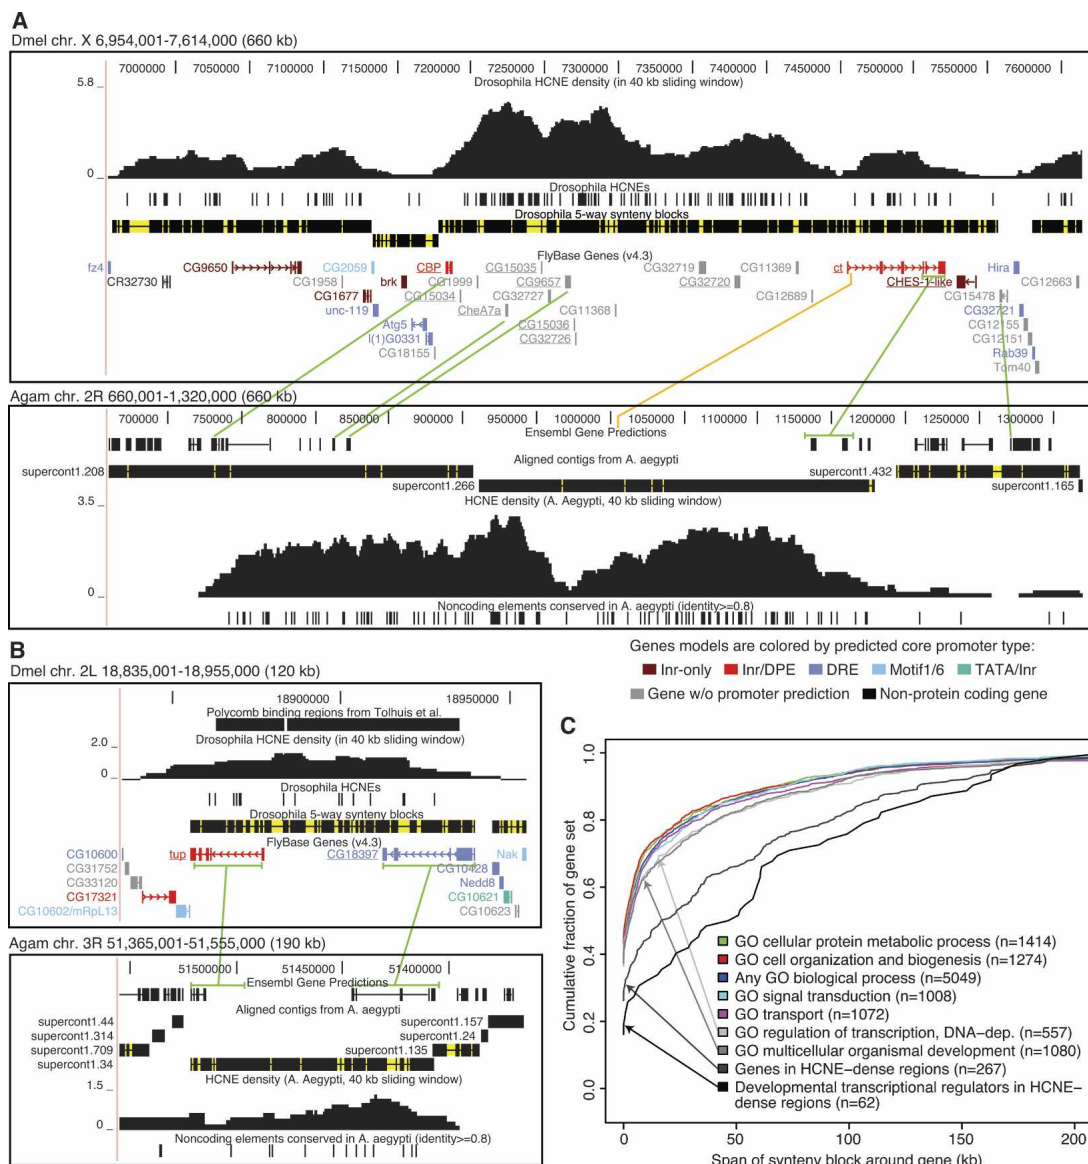 A
Dmel chr. X 6,954,001-7,614,000 (660 kb)
7000000 7050000 7100000 7150000 7200000 7250000 7300000 7350000 7400000 7450000 7500000 7550000 7600000
Drosophila HCNE density (in 40 kb sliding window)
5.8
0
Drosophila HCNEs
Drosophila 5-way synteny blocks
FlyBase Genes (v4.3)
fz4 CG9650 CG2059 CBP CG15035 CG32719 CG11369 ct Hira
CR32730 CG1958 brk CG1999 CG9657 CG32720 CHES-1-like CG12663
CG1677 CG15034 CG32727 CG12689 CG15478
unc-119 CheA7a CG11368 CG32721
Atg5 CG15036 CG12155
l(1)G0331 CG32726 CG12151
CG18155 Rab39
Tom40
Agam chr. 2R 660,001-1,320,000 (660 kb)
700000 750000 800000 850000 900000 950000 1000000 1050000 1100000 1150000 1200000 1250000 1300000
Ensembl Gene Predictions
Aligned contigs from A. aegypti
supercont1.208 supercont1.432
supercont1.266 supercont1.165
HCNE density (A. Aegypti, 40 kb sliding window)
3.5
0
Noncoding elements conserved in A. aegypti (identity>=0.8)
Genes models are colored by predicted core promoter type:
Inr-only Inr/DPE DRE Motif1/6 TATA/Inr
Gene w/o promoter prediction Non-protein coding gene
B
Dmel chr. 2L 18,835,001-18,955,000 (120 kb)
18900000 18950000
Polycomb binding regions from Tolhuis et al.
Drosophila HCNE density (in 40 kb sliding window)
2.0
0
Drosophila HCNEs
Drosophila 5-way synteny blocks
FlyBase Genes (v4.3)
CG10600 tup CG18397 Nak
CG31752 CG10428
CG33120 Nedd8
CG17321 CG10621
CG10602/mRpL13 CG10623
Agam chr. 3R 51,365,001-51,555,000 (190 kb)
51500000 51450000 51400000
Ensembl Gene Predictions
Aligned contigs from A. aegypti
supercont1.44 supercont1.157
supercont1.314 supercont1.24
supercont1.709 supercont1.135
supercont1.34
HCNE density (A. Aegypti, 40 kb sliding window)
1.5
0
Noncoding elements conserved in A. aegypti (identity>=0.8)
C
Cumulative fraction of gene set
1.0
0.8
0.6
0.4
0.2
0.0
GO cellular protein metabolic process (n=1414)
GO cell organization and biogenesis (n=1274)
Any GO biological process (n=5049)
GO signal transduction (n=1008)
GO transport (n=1072)
GO regulation of transcription, DNA-dep. (n=557)
GO multicellular organismal development (n=1080)
Genes in HCNE-dense regions (n=267)
Developmental transcriptional regulators in HCNE-
dense regions (n=62)
0 50 100 150 200
Span of synteny block around gene (kb)